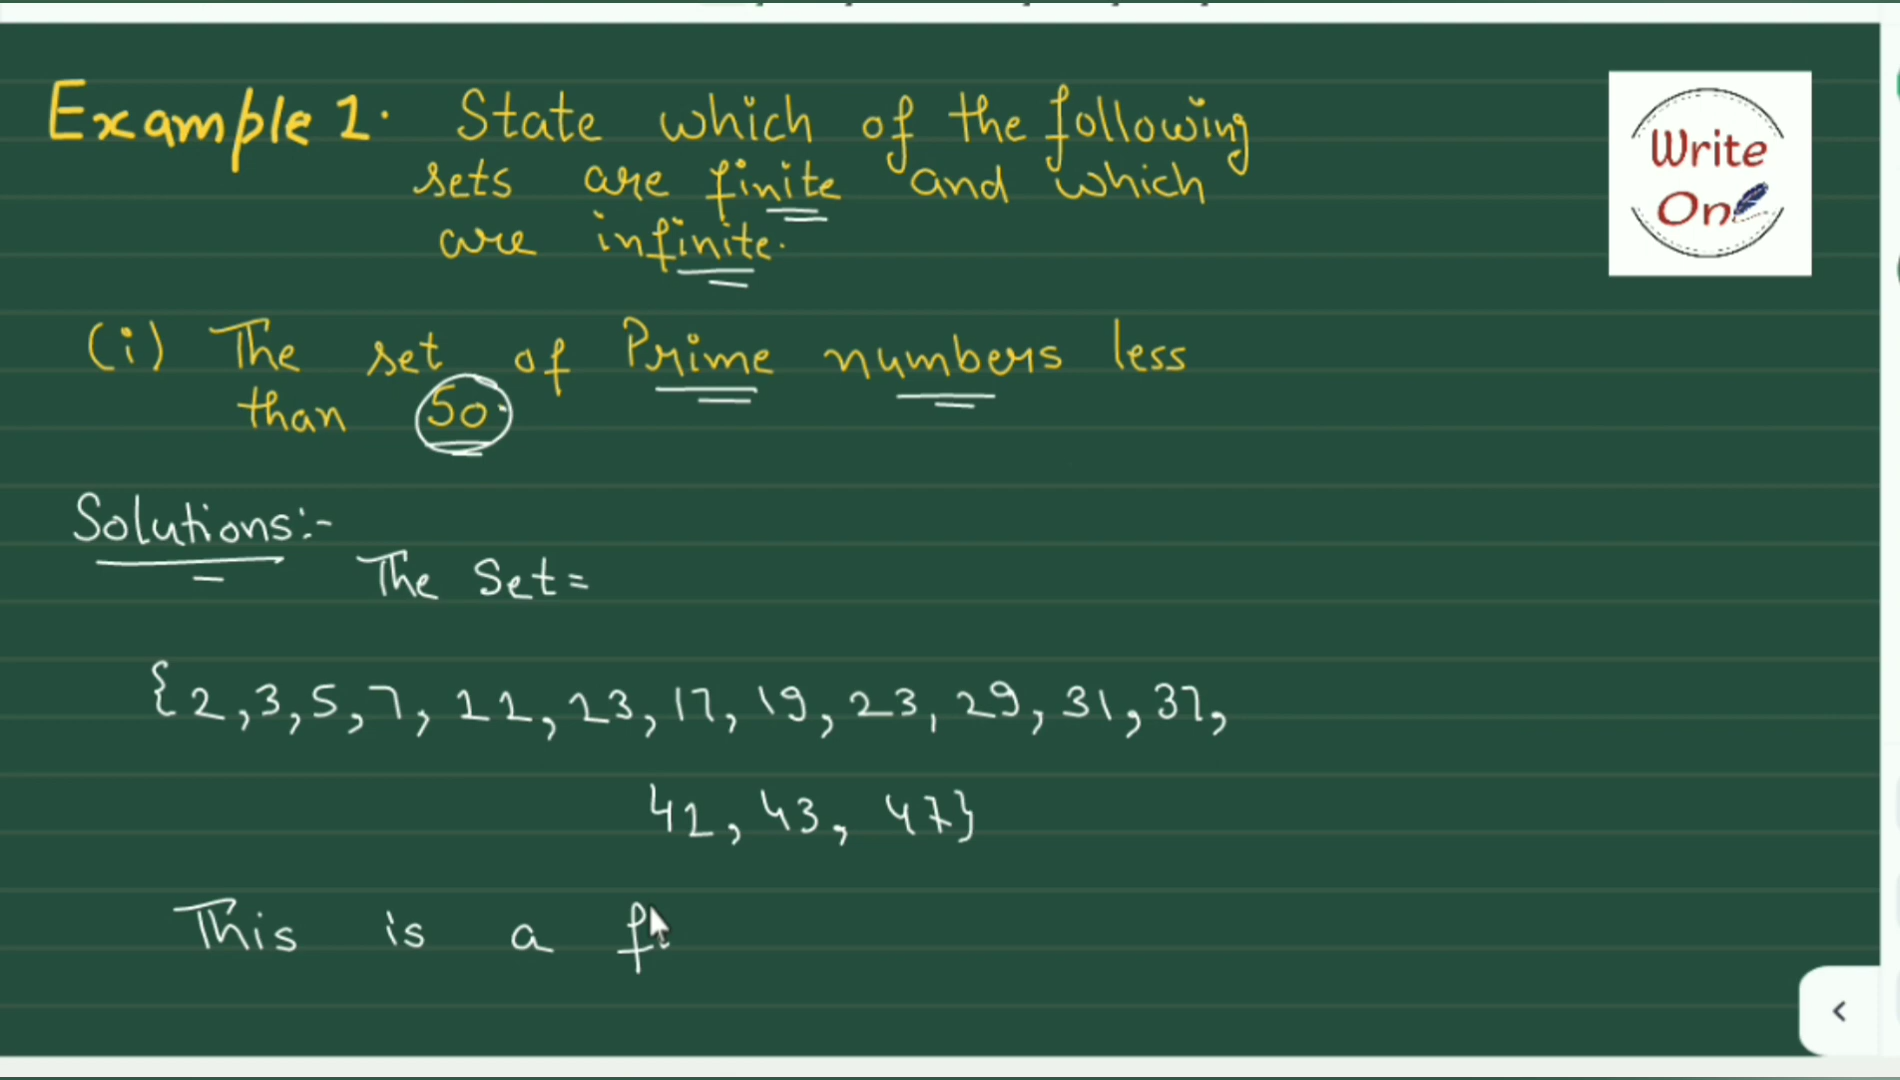 Example 1. State which of the following
sets are finite and which
are infinite.
Write
On
(i) The set of Prime numbers less
than 50.
Solutions:-
The Set=
{2,3,5,7, 11, 13, 17, 19, 23, 29, 31, 37,
41, 43, 47}
This is a fi